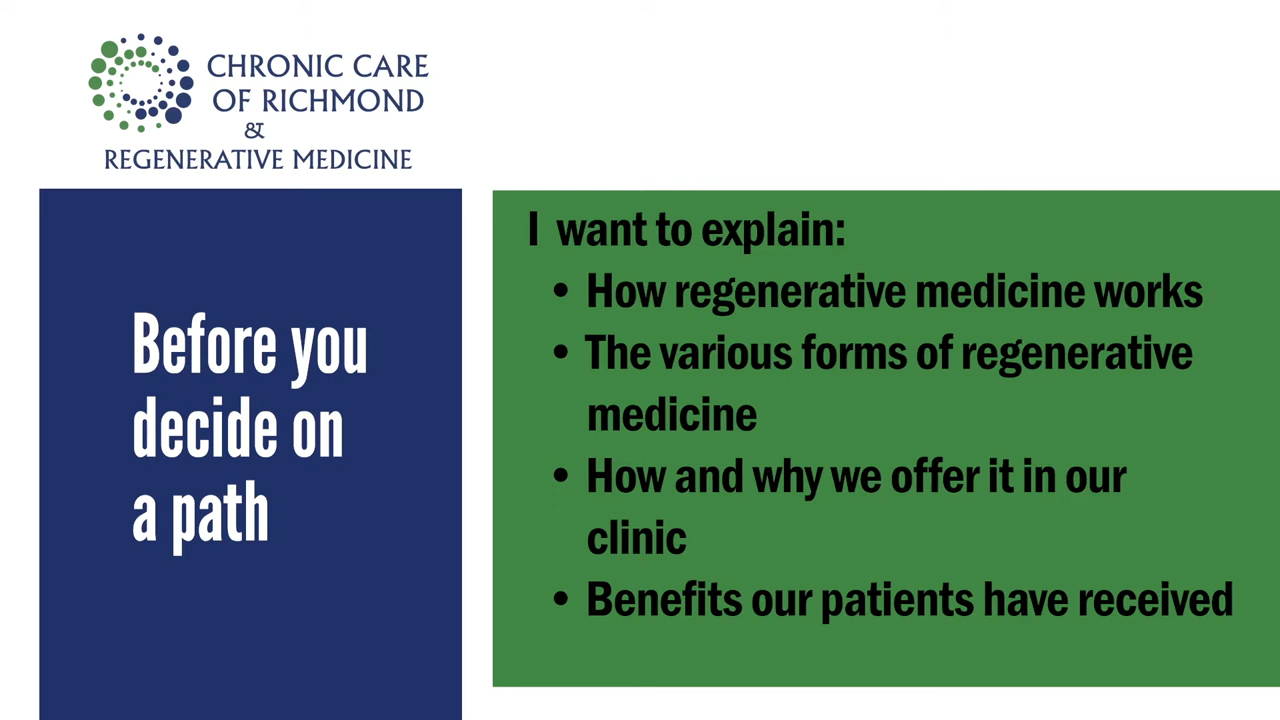 CHRONIC CARE
OF RICHMOND
&
REGENERATIVE MEDICINE
Before you
decide on
a path
I want to explain:
• How regenerative medicine works
• The various forms of regenerative
medicine
• How and why we offer it in our
clinic
• Benefits our patients have received